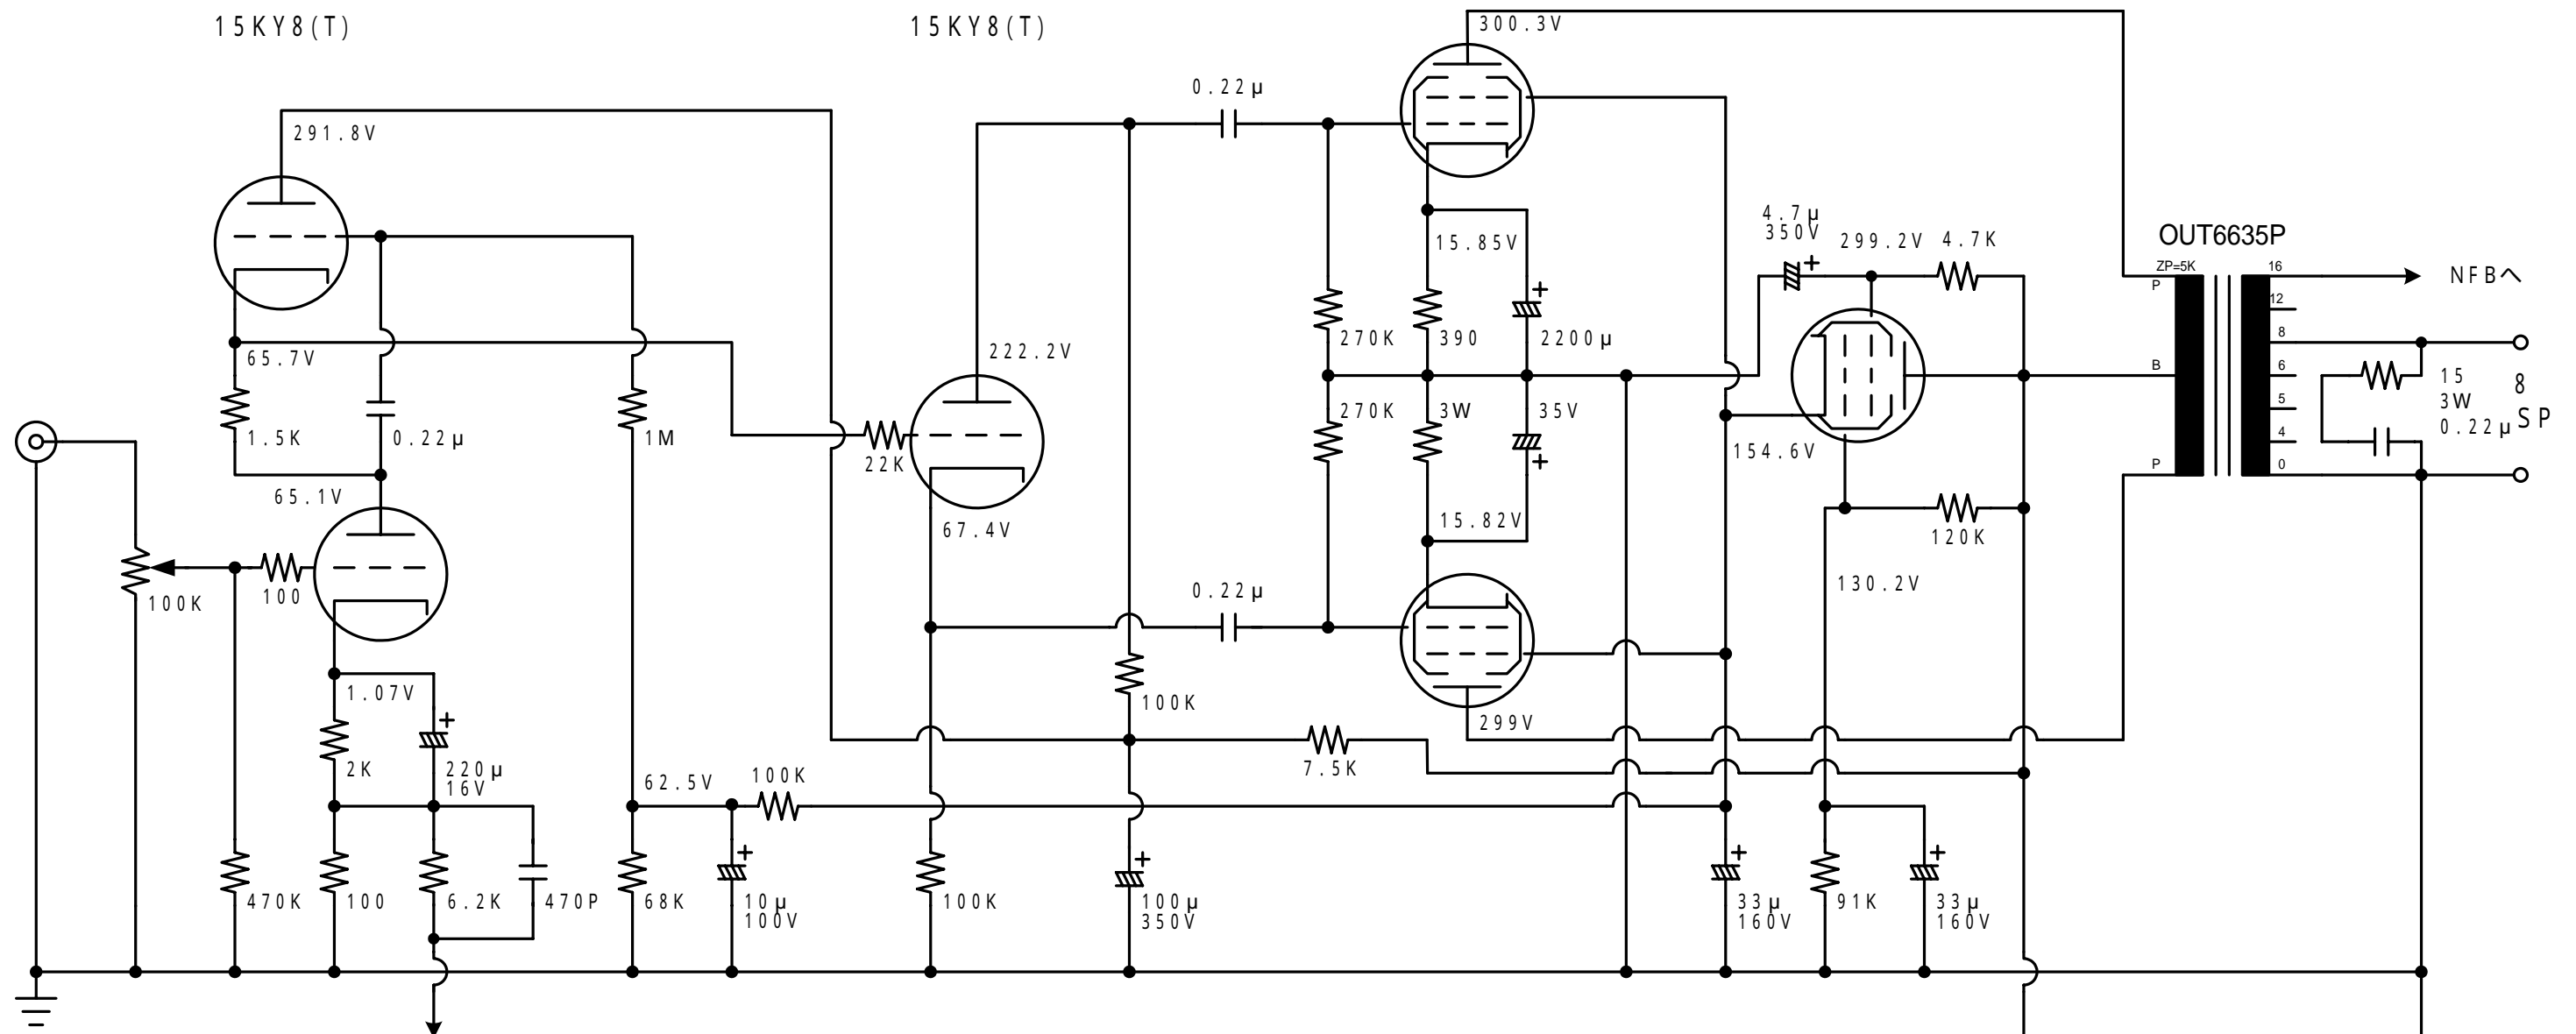 15KY8(T)
15KY8(T)
300.3V
291.8V
0.22μ
15.85V
4.7μ
350V
299.2V
4.7K
OUT6635P
ZP=5K
P
B
P
16
12
8
6
5
4
0
NFBへ
65.7V
222.2V
270K
390
2200μ
270K
3W
35V
1.5K
0.22μ
1M
22K
154.6V
15
3W
0.22μ
8
SP
65.1V
67.4V
15.82V
120K
100K
100
0.22μ
130.2V
1.07V
100K
299V
2K
220μ
16V
62.5V
100K
7.5K
470K
100
6.2K
470P
68K
10μ
100V
100K
100μ
350V
33μ
160V
91K
33μ
160V